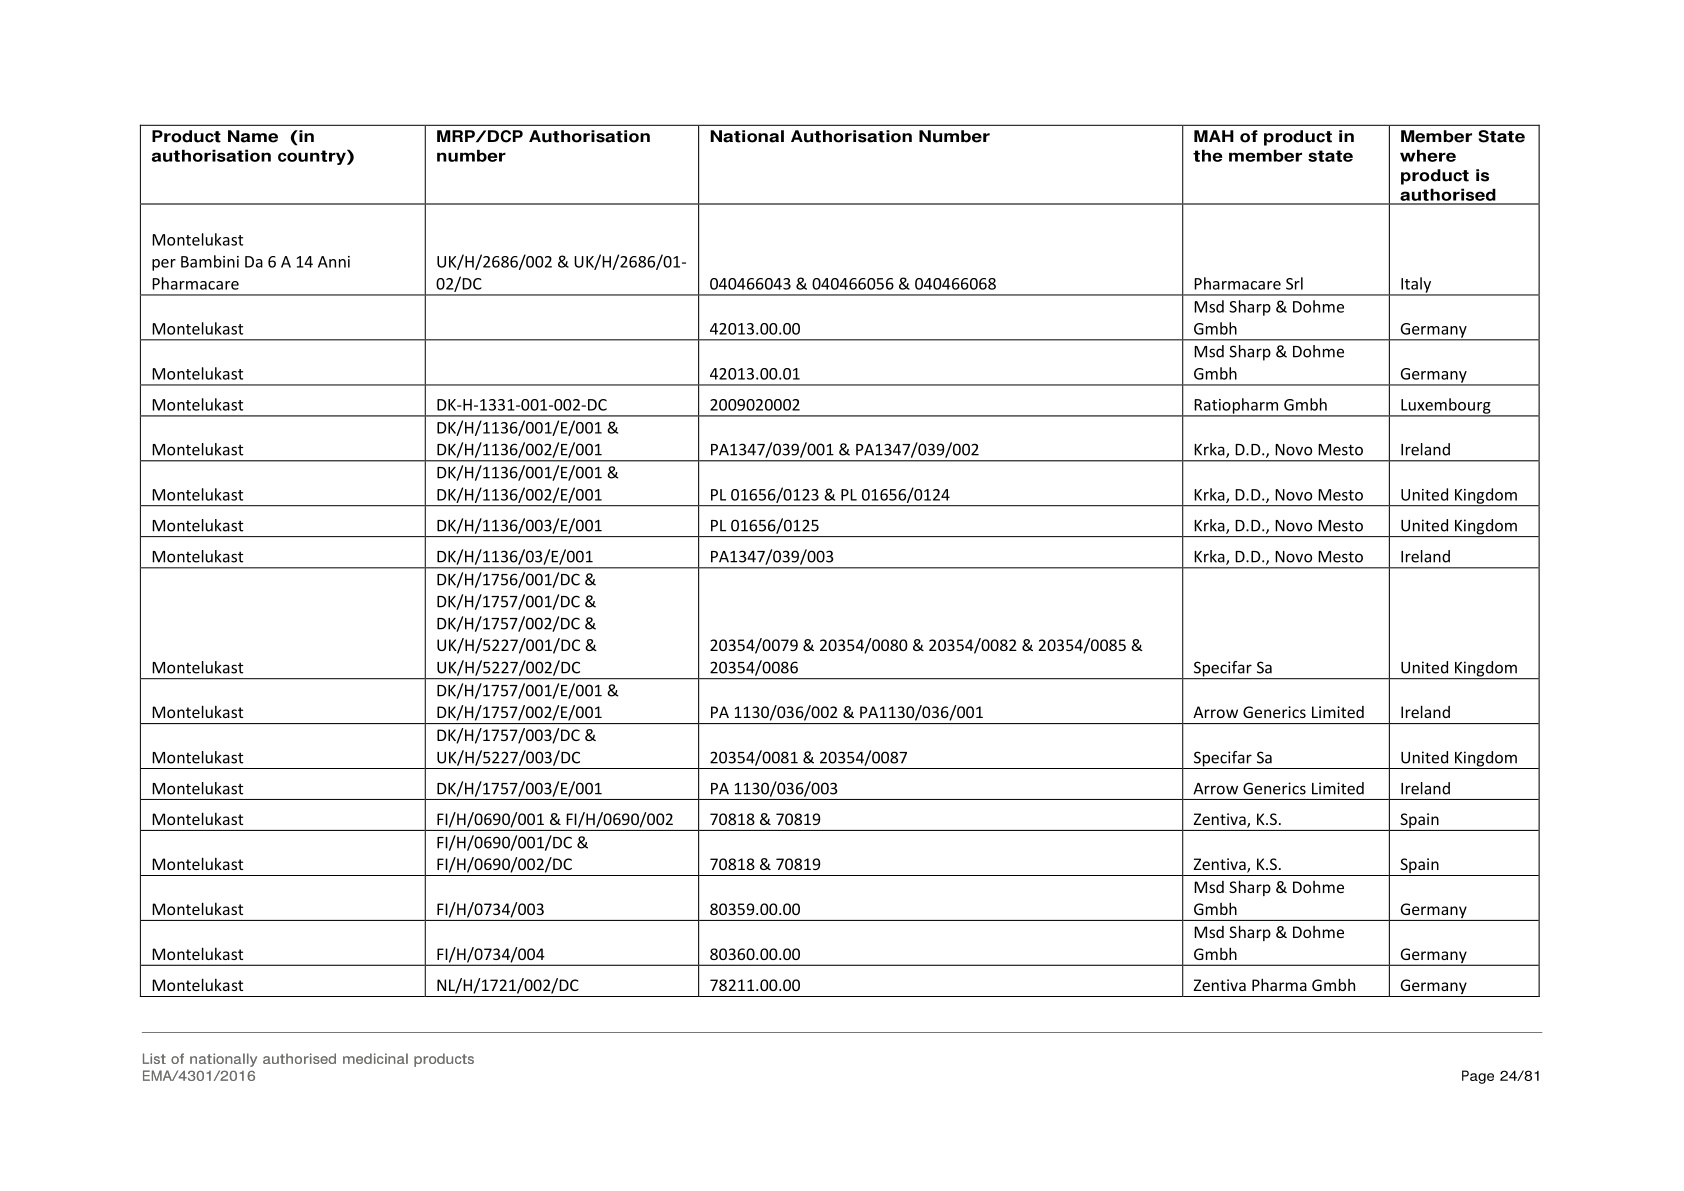 Product Name  (in
authorisation country)
MRP/DCP Authorisation
number
National Authorisation Number
MAH of product in
the member state
Member State
where
product is
authorised
Montelukast
per Bambini Da 6 A 14 Anni
Pharmacare
UK/H/2686/002 & UK/H/2686/01-
02/DC
040466043 & 040466056 & 040466068
Pharmacare Srl
Italy
Montelukast
42013.00.00
Msd Sharp & Dohme
Gmbh
Germany
Montelukast
42013.00.01
Msd Sharp & Dohme
Gmbh
Germany
Montelukast
DK-H-1331-001-002-DC
2009020002
Ratiopharm Gmbh
Luxembourg
Montelukast
DK/H/1136/001/E/001 &
DK/H/1136/002/E/001
PA1347/039/001 & PA1347/039/002
Krka, D.D., Novo Mesto
Ireland
Montelukast
DK/H/1136/001/E/001 &
DK/H/1136/002/E/001
PL 01656/0123 & PL 01656/0124
Krka, D.D., Novo Mesto
United Kingdom
Montelukast
DK/H/1136/003/E/001
PL 01656/0125
Krka, D.D., Novo Mesto
United Kingdom
Montelukast
DK/H/1136/03/E/001
PA1347/039/003
Krka, D.D., Novo Mesto
Ireland
Montelukast
DK/H/1756/001/DC &
DK/H/1757/001/DC &
DK/H/1757/002/DC &
UK/H/5227/001/DC &
UK/H/5227/002/DC
20354/0079 & 20354/0080 & 20354/0082 & 20354/0085 &
20354/0086
Specifar Sa
United Kingdom
Montelukast
DK/H/1757/001/E/001 &
DK/H/1757/002/E/001
PA 1130/036/002 & PA1130/036/001
Arrow Generics Limited
Ireland
Montelukast
DK/H/1757/003/DC &
UK/H/5227/003/DC
20354/0081 & 20354/0087
Specifar Sa
United Kingdom
Montelukast
DK/H/1757/003/E/001
PA 1130/036/003
Arrow Generics Limited
Ireland
Montelukast
FI/H/0690/001 & FI/H/0690/002
70818 & 70819
Zentiva, K.S.
Spain
Montelukast
FI/H/0690/001/DC &
FI/H/0690/002/DC
70818 & 70819
Zentiva, K.S.
Spain
Montelukast
FI/H/0734/003
80359.00.00
Msd Sharp & Dohme
Gmbh
Germany
Montelukast
FI/H/0734/004
80360.00.00
Msd Sharp & Dohme
Gmbh
Germany
Montelukast
NL/H/1721/002/DC
78211.00.00
Zentiva Pharma Gmbh
Germany
List of nationally authorised medicinal products
EMA/4301/2016
Page 24/81